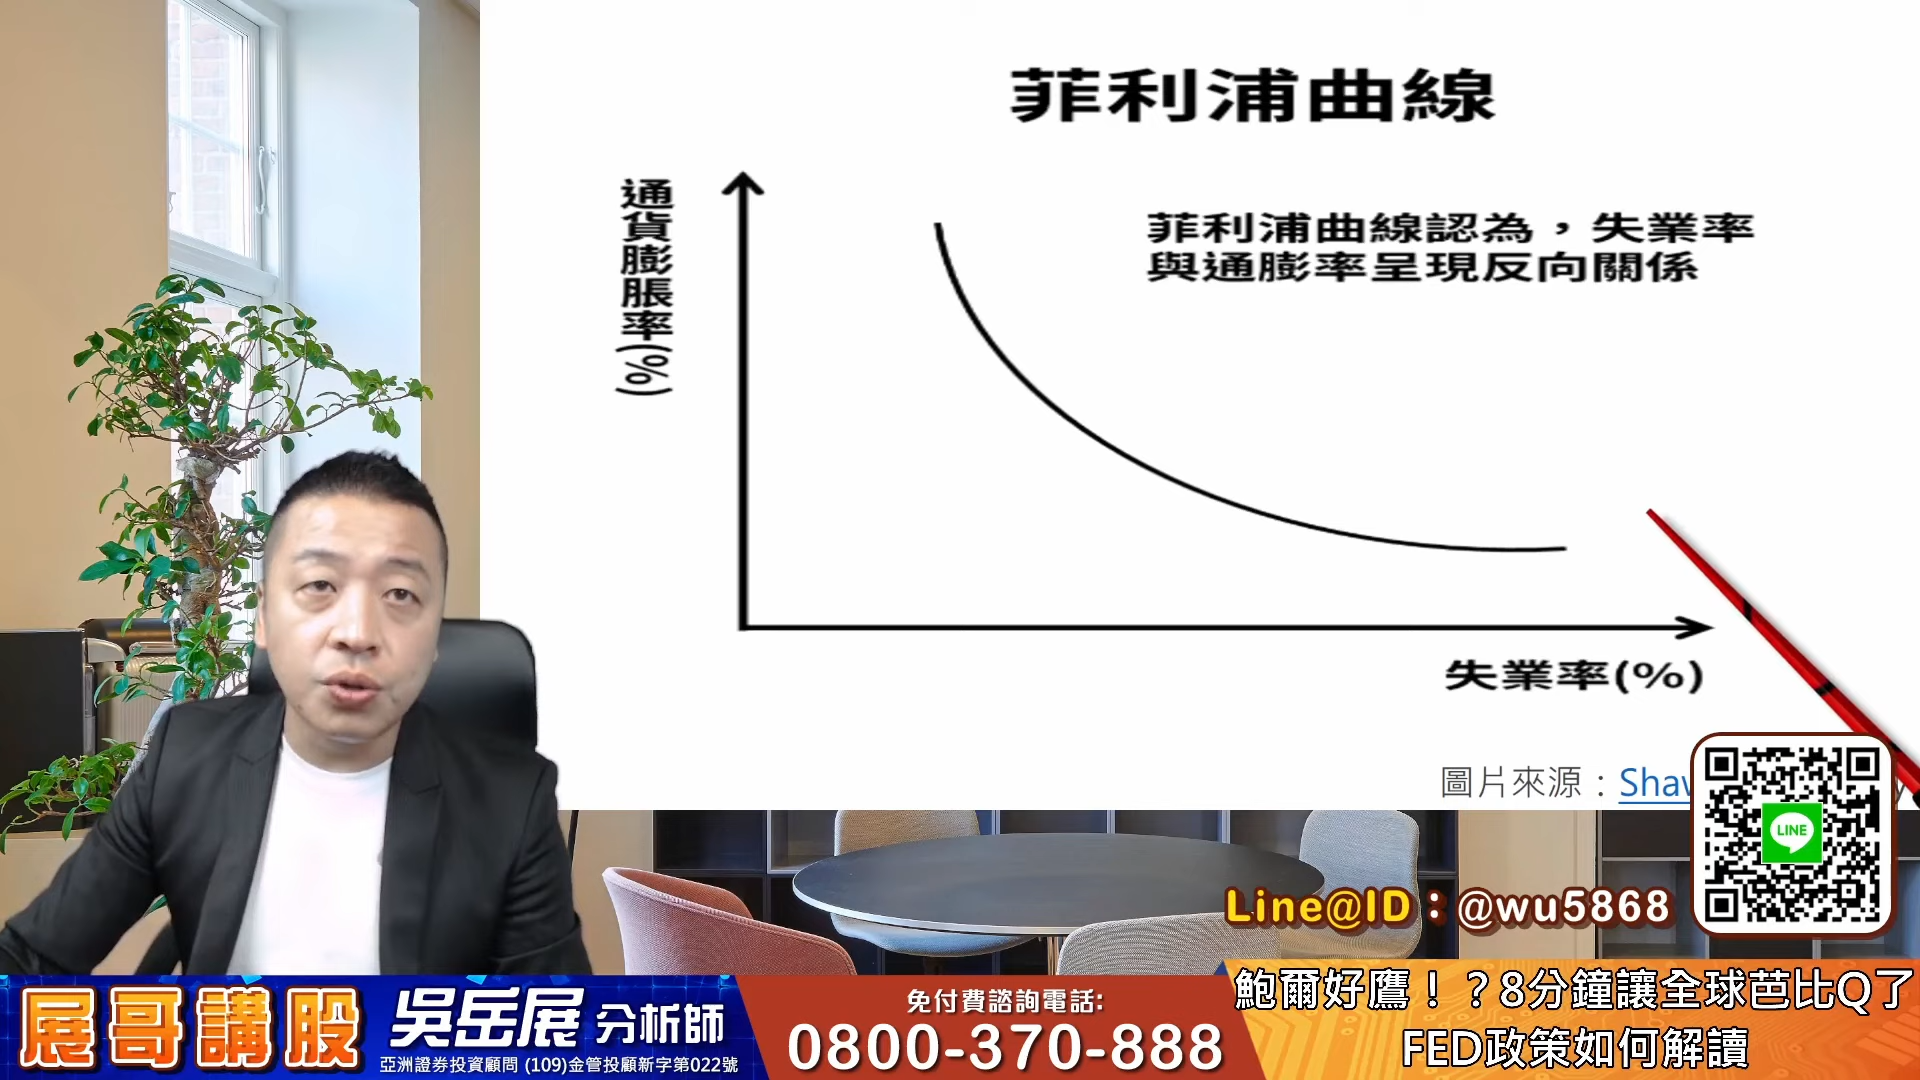 菲利浦曲線
通貨膨脹率(%)
菲利浦曲線認為，失業率
與通膨率呈現反向關係
失業率(%)
圖片來源：Shaw
LINE
Line@ID：@wu5868
展哥講股
吳岳展 分析師
亞洲證券投資顧問 (109)金管投顧新字第022號
免付費諮詢電話:
0800-370-888
鮑爾好鷹！？8分鐘讓全球芭比Q了
FED政策如何解讀